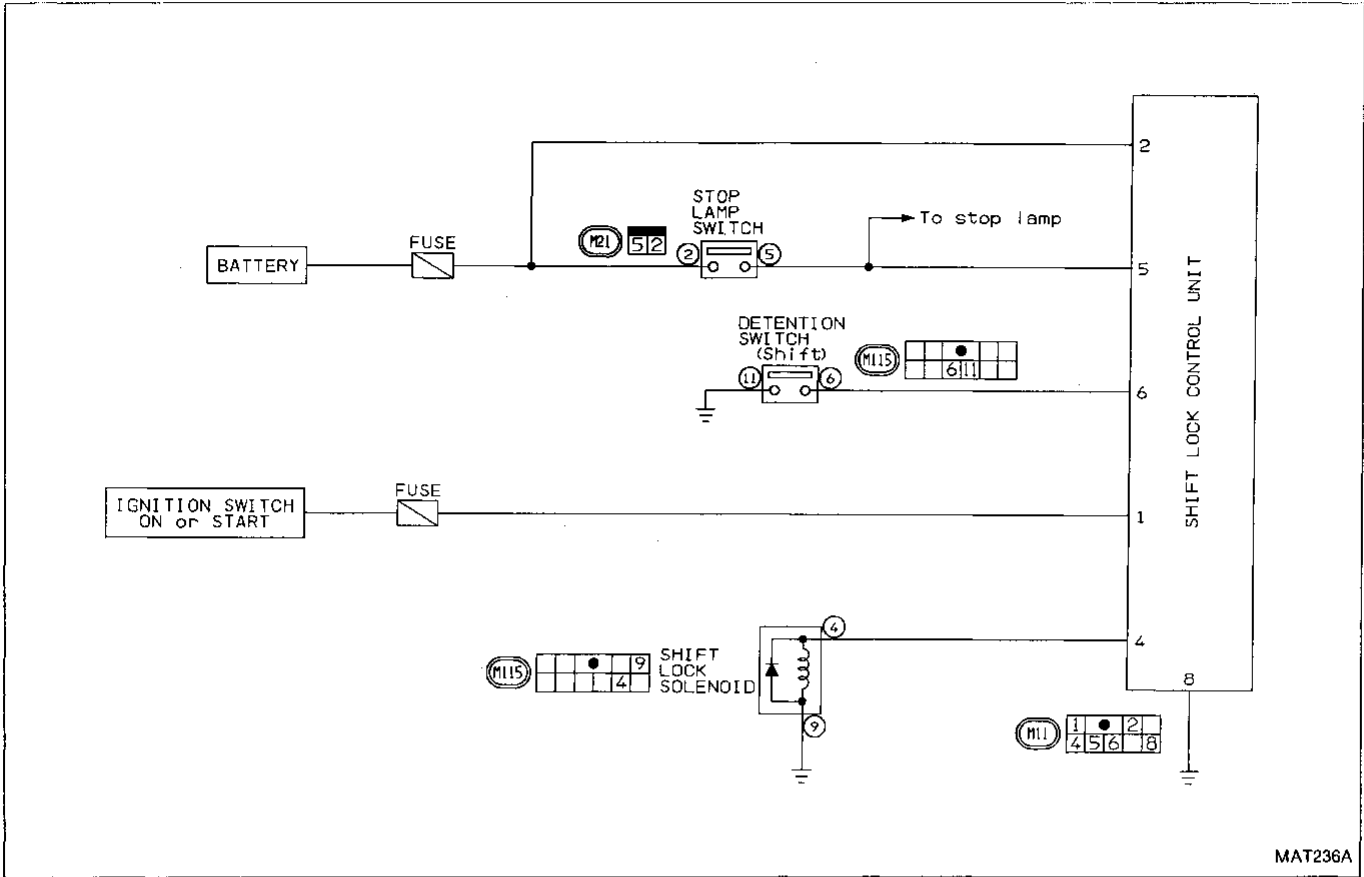 2
STOP
LAMP
SWITCH
To stop lamp
M21
5 2
2
5
FUSE
BATTERY
5
DETENTION
SWITCH
(Shift)
M115
6 11
11
6
6
SHIFT LOCK CONTROL UNIT
FUSE
IGNITION SWITCH
ON or START
1
4
4
M115
9
4
SHIFT
LOCK
SOLENOID
9
8
M11
1 2
4 5 6 8
MAT236A